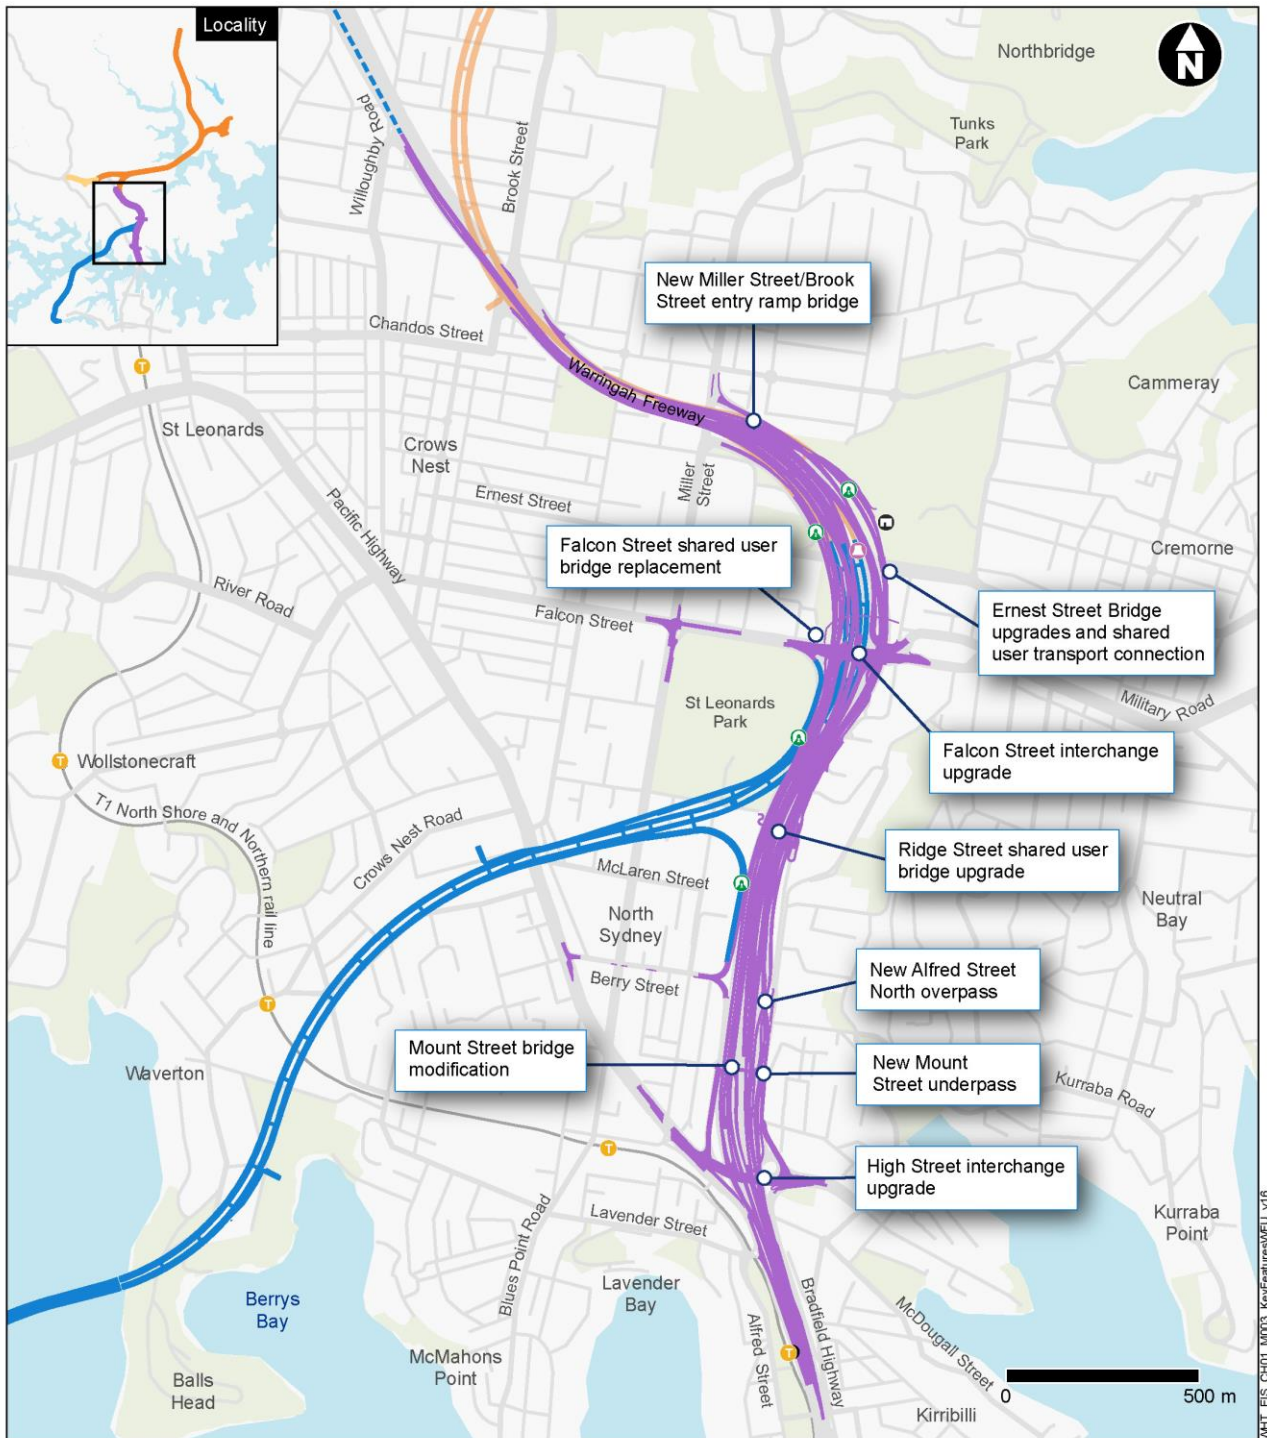 Locality
N
Northbridge
Tunks
Park
Willoughby Road
Brook Street
New Miller Street/Brook
Street entry ramp bridge
Chandos Street
Warringah Freeway
Cammeray
T
St Leonards
Crows
Nest
Miller
Street
Ernest Street
Pacific Highway
Falcon Street shared user
bridge replacement
Cremorne
River Road
Falcon Street
Ernest Street Bridge
upgrades and shared
user transport connection
St Leonards
Park
Military Road
Falcon Street interchange
upgrade
T
Wollstonecraft
T1 North Shore and Northern rail line
Crows Nest Road
McLaren Street
Ridge Street shared user
bridge upgrade
Neutral
Bay
North
Sydney
Berry Street
New Alfred Street
North overpass
T
Mount Street bridge
modification
New Mount
Street underpass
Waverton
Kurraba Road
T
High Street interchange
upgrade
Blues Point Road
Lavender Street
Kurraba
Point
Berrys
Bay
Lavender
Bay
Alfred Street
Bradfield Highway
McDougall Street
T
McMahons
Point
Balls
Head
Kirribilli
0
500 m
WHT_EIS_CH01_M003_KeyFeaturesWFU_v16